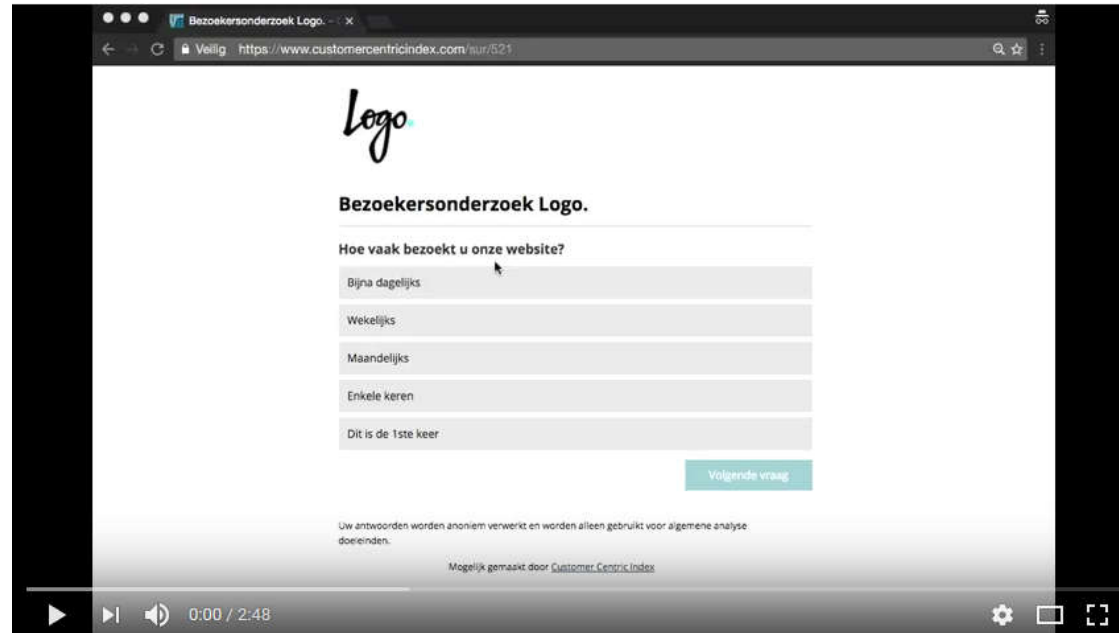 Bezoekersonderzoek Logo. -
Veilig https://www.customercentricindex.com/sur/521
Logo.
Bezoekersonderzoek Logo.
Hoe vaak bezoekt u onze website?
Bijna dagelijks
Wekelijks
Maandelijks
Enkele keren
Dit is de 1ste keer
Volgende vraag
Uw antwoorden worden anoniem verwerkt en worden alleen gebruikt voor algemene analyse
doeleinden.
Mogelijk gemaakt door Customer Centric Index
0:00 / 2:48